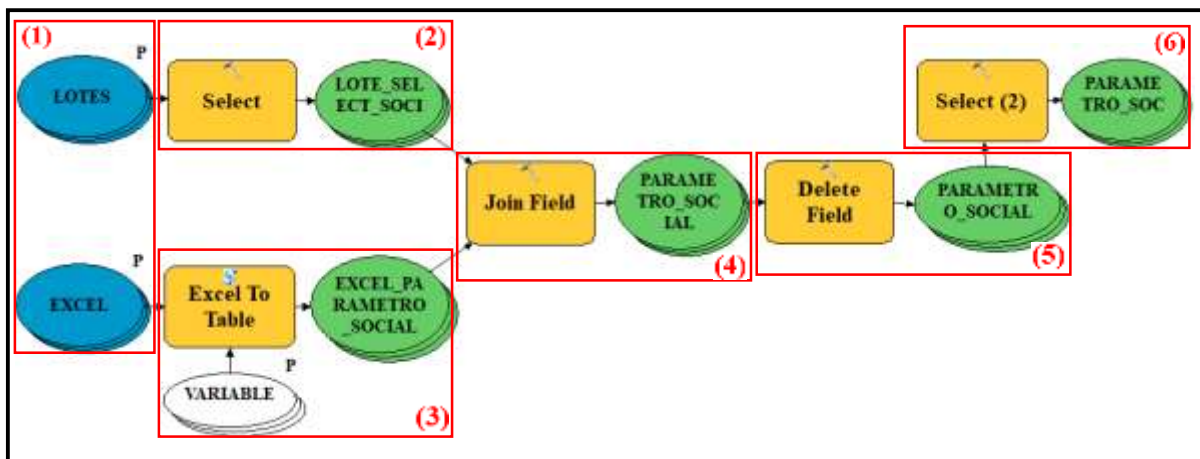 (1)
P
LOTES
(2)
Select
LOTE_SEL
ECT_SOCI
(6)
Select (2)
PARAME
TRO_SOC
Join Field
PARAME
TRO_SOC
IAL
(4)
Delete
Field
PARAMETR
O_SOCIAL
(5)
P
EXCEL
Excel To
Table
EXCEL_PA
RAMETRO
_SOCIAL
P
VARIABLE
(3)